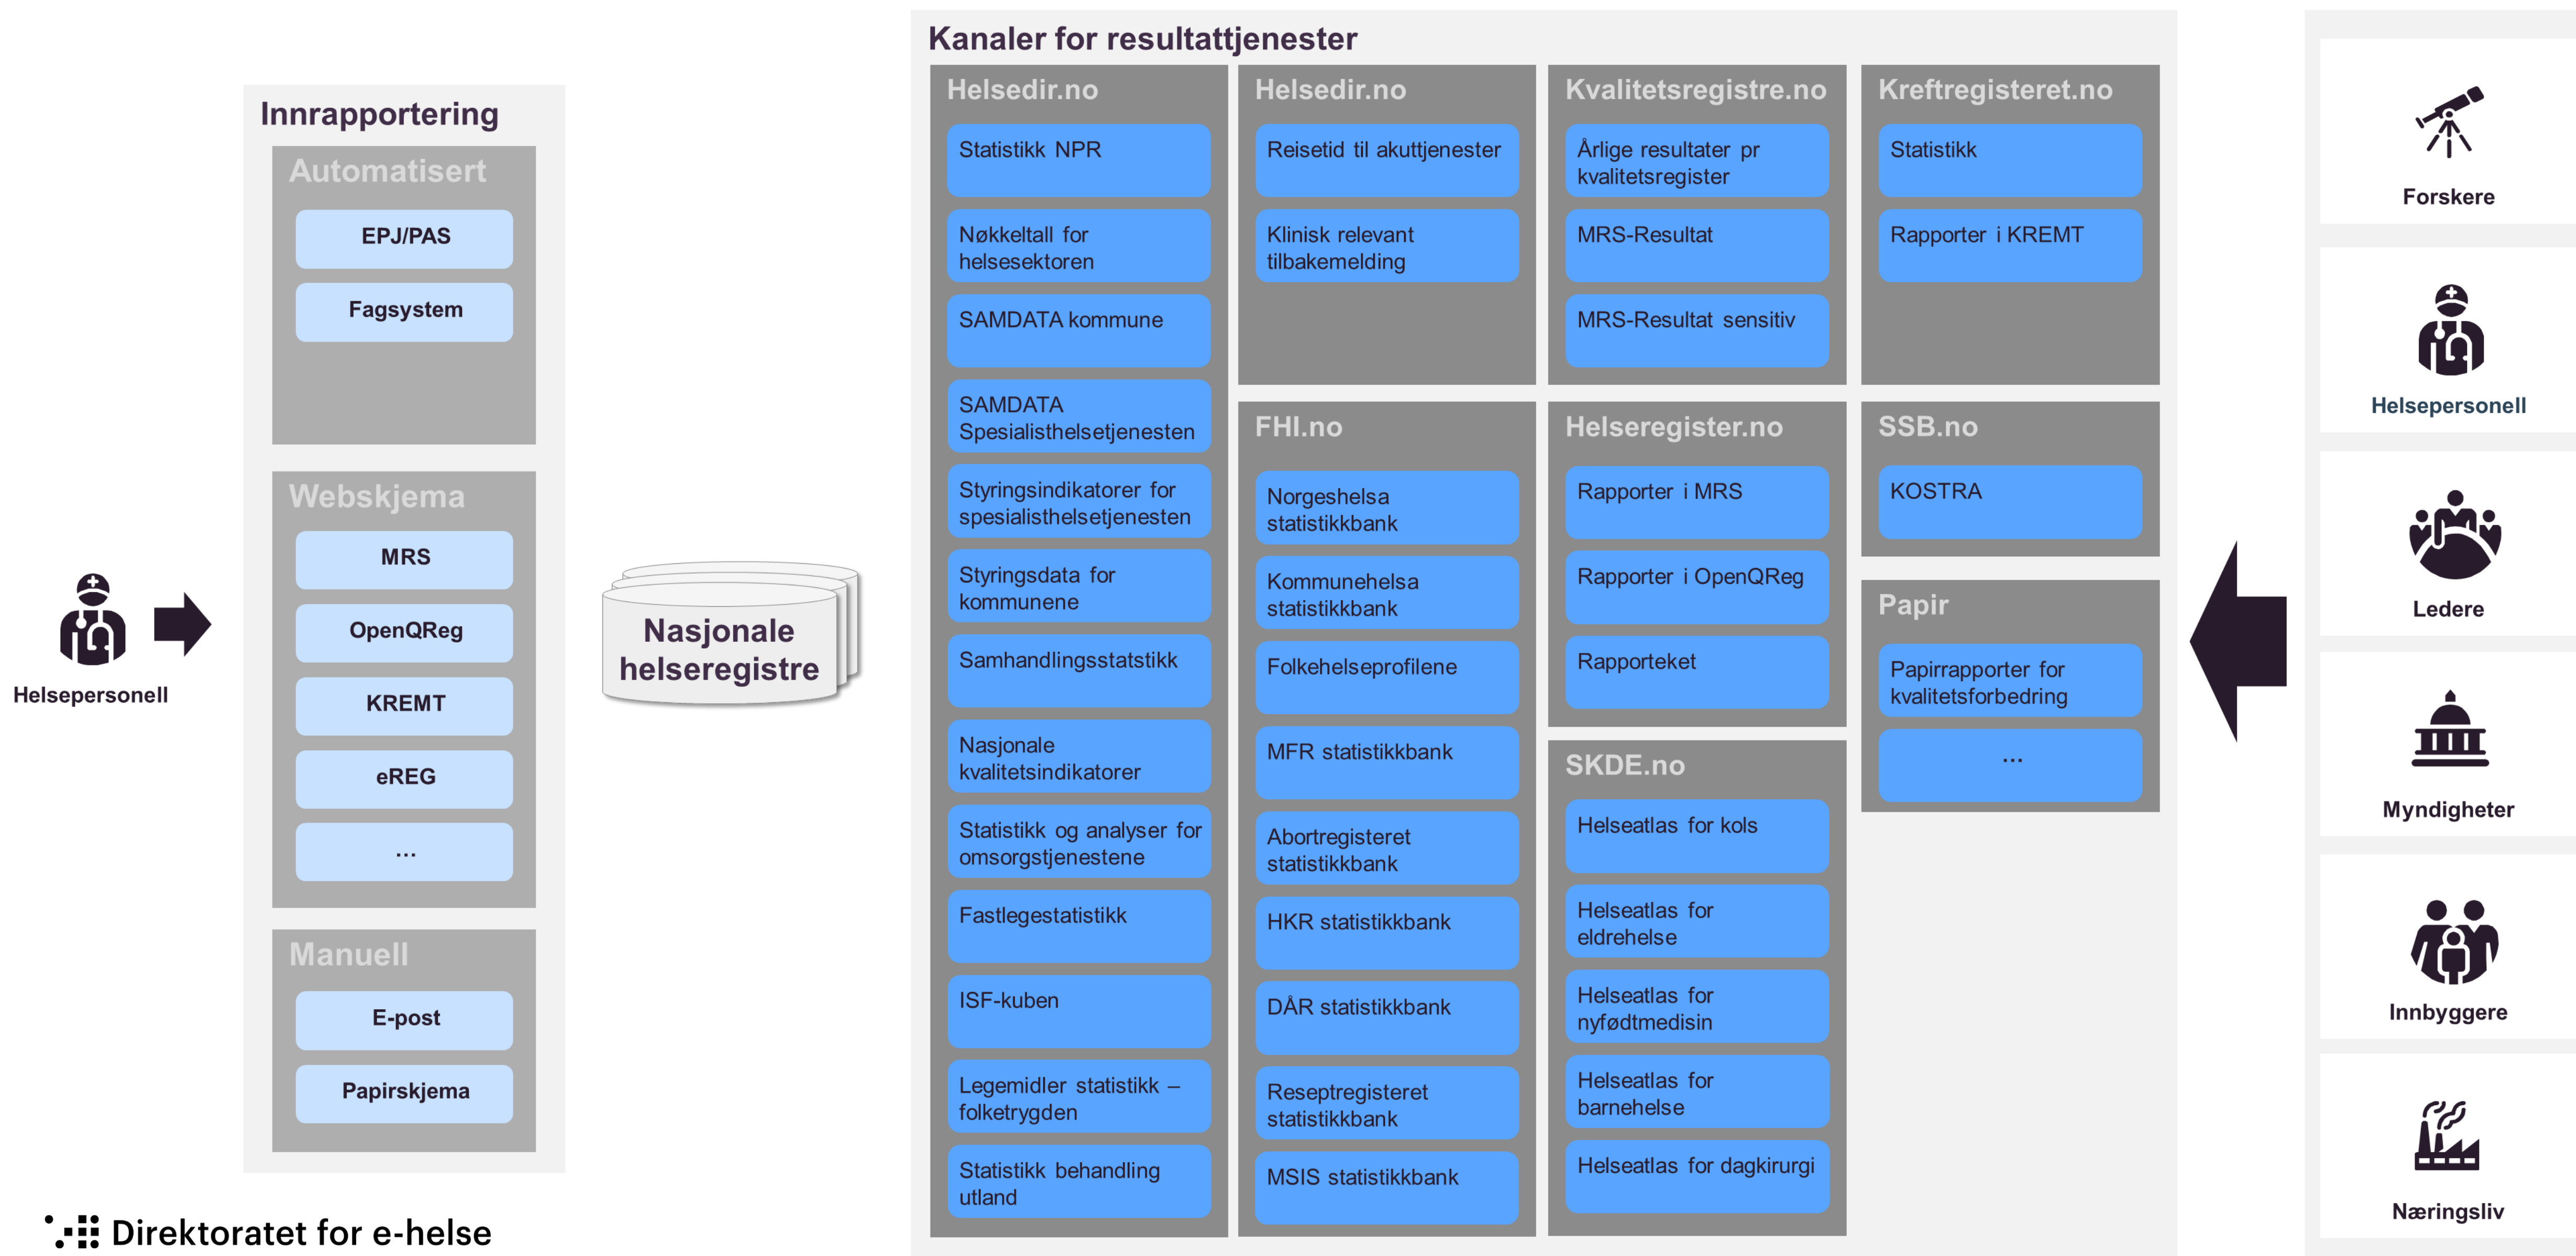 Helsepersonell
Innrapportering
Automatisert
EPJ/PAS
Fagsystem
Webskjema
MRS
OpenQReg
KREMT
eREG
...
Manuell
E-post
Papirskjema
Nasjonale
helseregistre
Kanaler for resultattjenester
Helsedir.no
Statistikk NPR
Nøkkeltall for
helsesektoren
SAMDATA kommune
SAMDATA
Spesialisthelsetjenesten
Styringsindikatorer for
spesialisthelsetjenesten
Styringsdata for
kommunene
Samhandlingsstatstikk
Nasjonale
kvalitetsindikatorer
Statistikk og analyser for
omsorgstjenestene
Fastlegestatistikk
ISF-kuben
Legemidler statistikk –
folketrygden
Statistikk behandling
utland
Helsedir.no
Reisetid til akuttjenester
Klinisk relevant
tilbakemelding
FHI.no
Norgeshelsa
statistikkbank
Kommunehelsa
statistikkbank
Folkehelseprofilene
MFR statistikkbank
Abortregisteret
statistikkbank
HKR statistikkbank
DÅR statistikkbank
Reseptregisteret
statistikkbank
MSIS statistikkbank
Kvalitetsregistre.no
Årlige resultater pr
kvalitetsregister
MRS-Resultat
MRS-Resultat sensitiv
Helseregister.no
Rapporter i MRS
Rapporter i OpenQReg
Rapporteket
SKDE.no
Helseatlas for kols
Helseatlas for
eldrehelse
Helseatlas for
nyfødtmedisin
Helseatlas for
barnehelse
Helseatlas for dagkirurgi
Kreftregisteret.no
Statistikk
Rapporter i KREMT
SSB.no
KOSTRA
Papir
Papirrapporter for
kvalitetsforbedring
...
Forskere
Helsepersonell
Ledere
Myndigheter
Innbyggere
Næringsliv
Direktoratet for e-helse